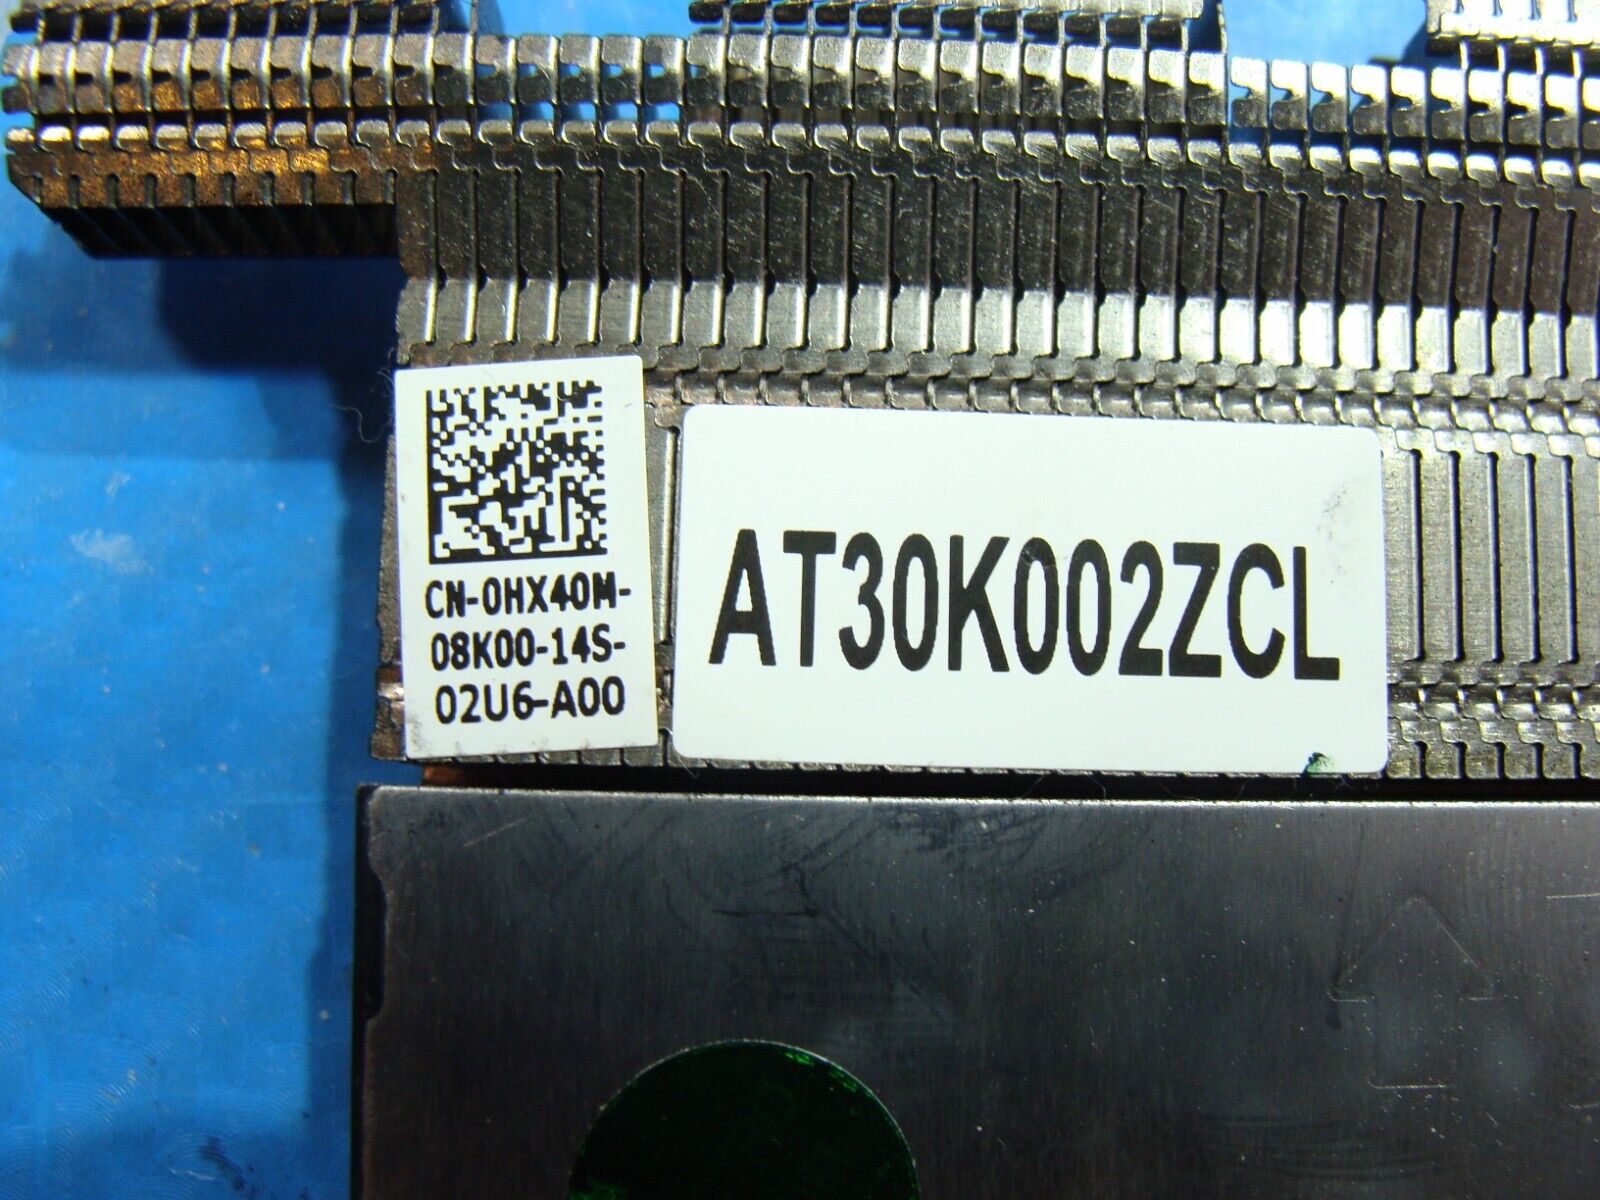 CN-0HX40M-
08K00-14S-
02U6-A00
AT30K002ZCL